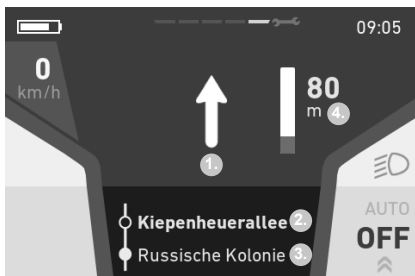 09:05
0
km/h
80
m 4.
1.
Kiepenheuerallee 2.
Russische Kolonie 3.
AUTO
OFF